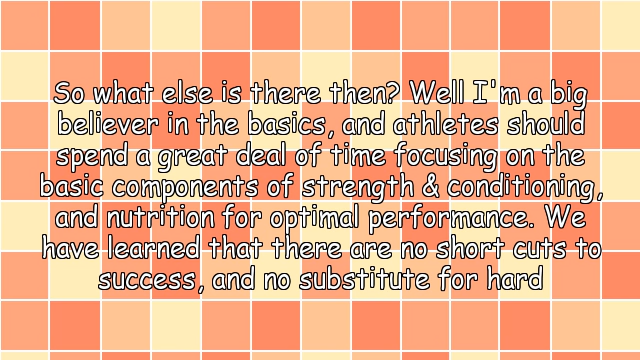 So what else is there then? Well I'm a big
believer in the basics, and athletes should
spend a great deal of time focusing on the
basic components of strength & conditioning,
and nutrition for optimal performance. We
have learned that there are no short cuts to
success, and no substitute for hard